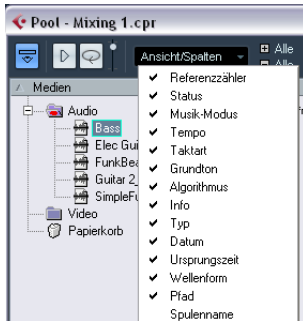 Pool - Mixing 1.cpr
Ansicht/Spalten
Alle
Alle
Medien
Referenzzähler
Status
Audio
Musik-Modus
Bass
Tempo
Elec Gui
Taktart
FunkBea
Grundton
Guitar 2_
Algorithmus
SimpleFu
Info
Video
Typ
Papierkorb
Datum
Ursprungszeit
Wellenform
Pfad
Spulenname